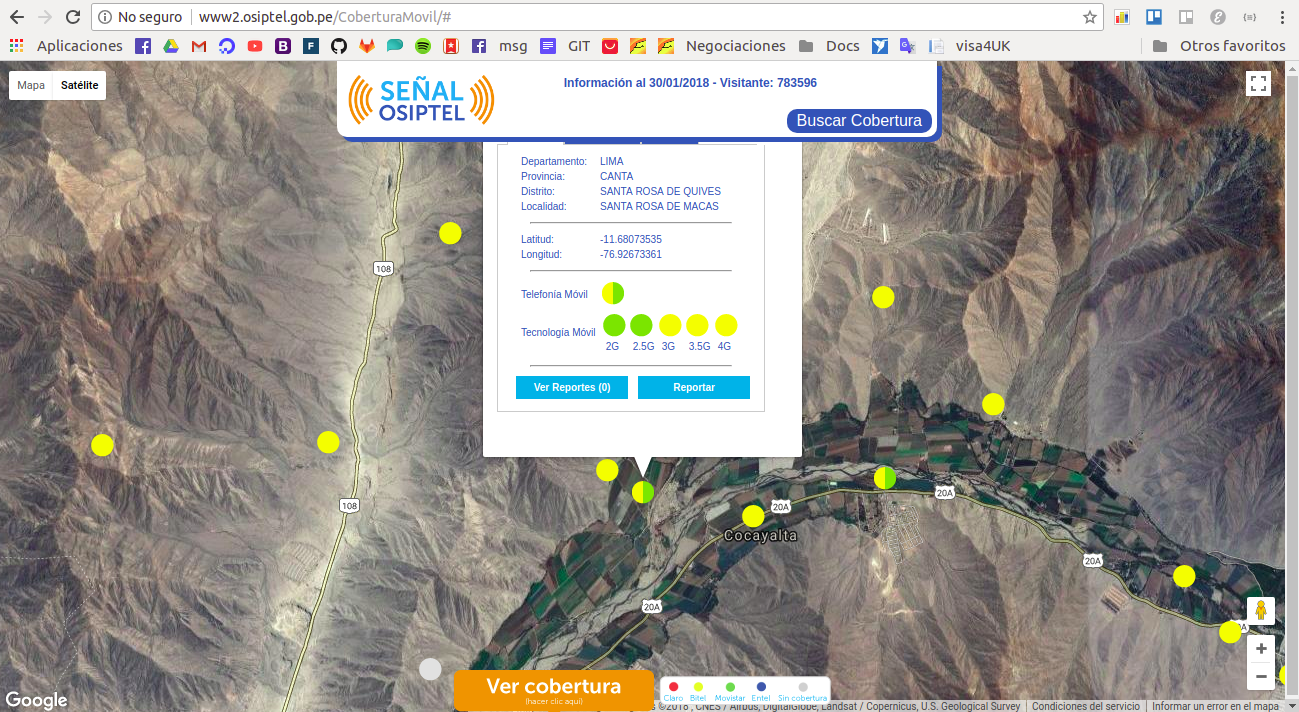 No seguro www2.osiptel.gob.pe/CoberturaMovil/#
Aplicaciones msg GIT Negociaciones Docs visa4UK Otros favoritos
Mapa Satélite
SEÑAL
OSIPTEL
Información al 30/01/2018 - Visitante: 783596
Buscar Cobertura
Departamento: LIMA
Provincia: CANTA
Distrito: SANTA ROSA DE QUIVES
Localidad: SANTA ROSA DE MACAS
Latitud: -11.68073535
Longitud: -76.92673361
Telefonía Móvil
Tecnología Móvil
2G 2.5G 3G 3.5G 4G
Ver Reportes (0) Reportar
108
108
20A
20A
Cocayalta
20A
20A
Ver cobertura
(hacer clic aquí)
Claro Bitel Movistar Entel Sin cobertura
Google
©2018 , CNES / Airbus, DigitalGlobe, Landsat / Copernicus, U.S. Geological Survey Condiciones del servicio Informar un error en el mapa